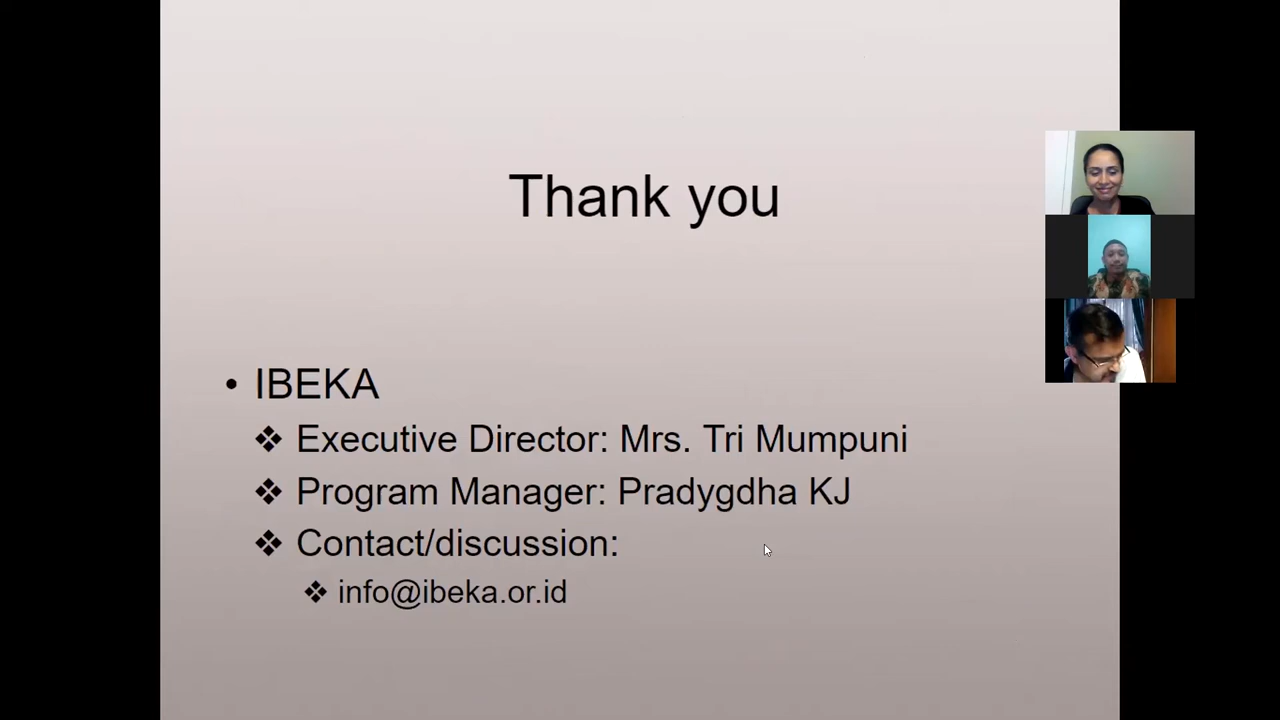 Thank you
• IBEKA
❖ Executive Director: Mrs. Tri Mumpuni
❖ Program Manager: Pradygdha KJ
❖ Contact/discussion:
❖ info@ibeka.or.id